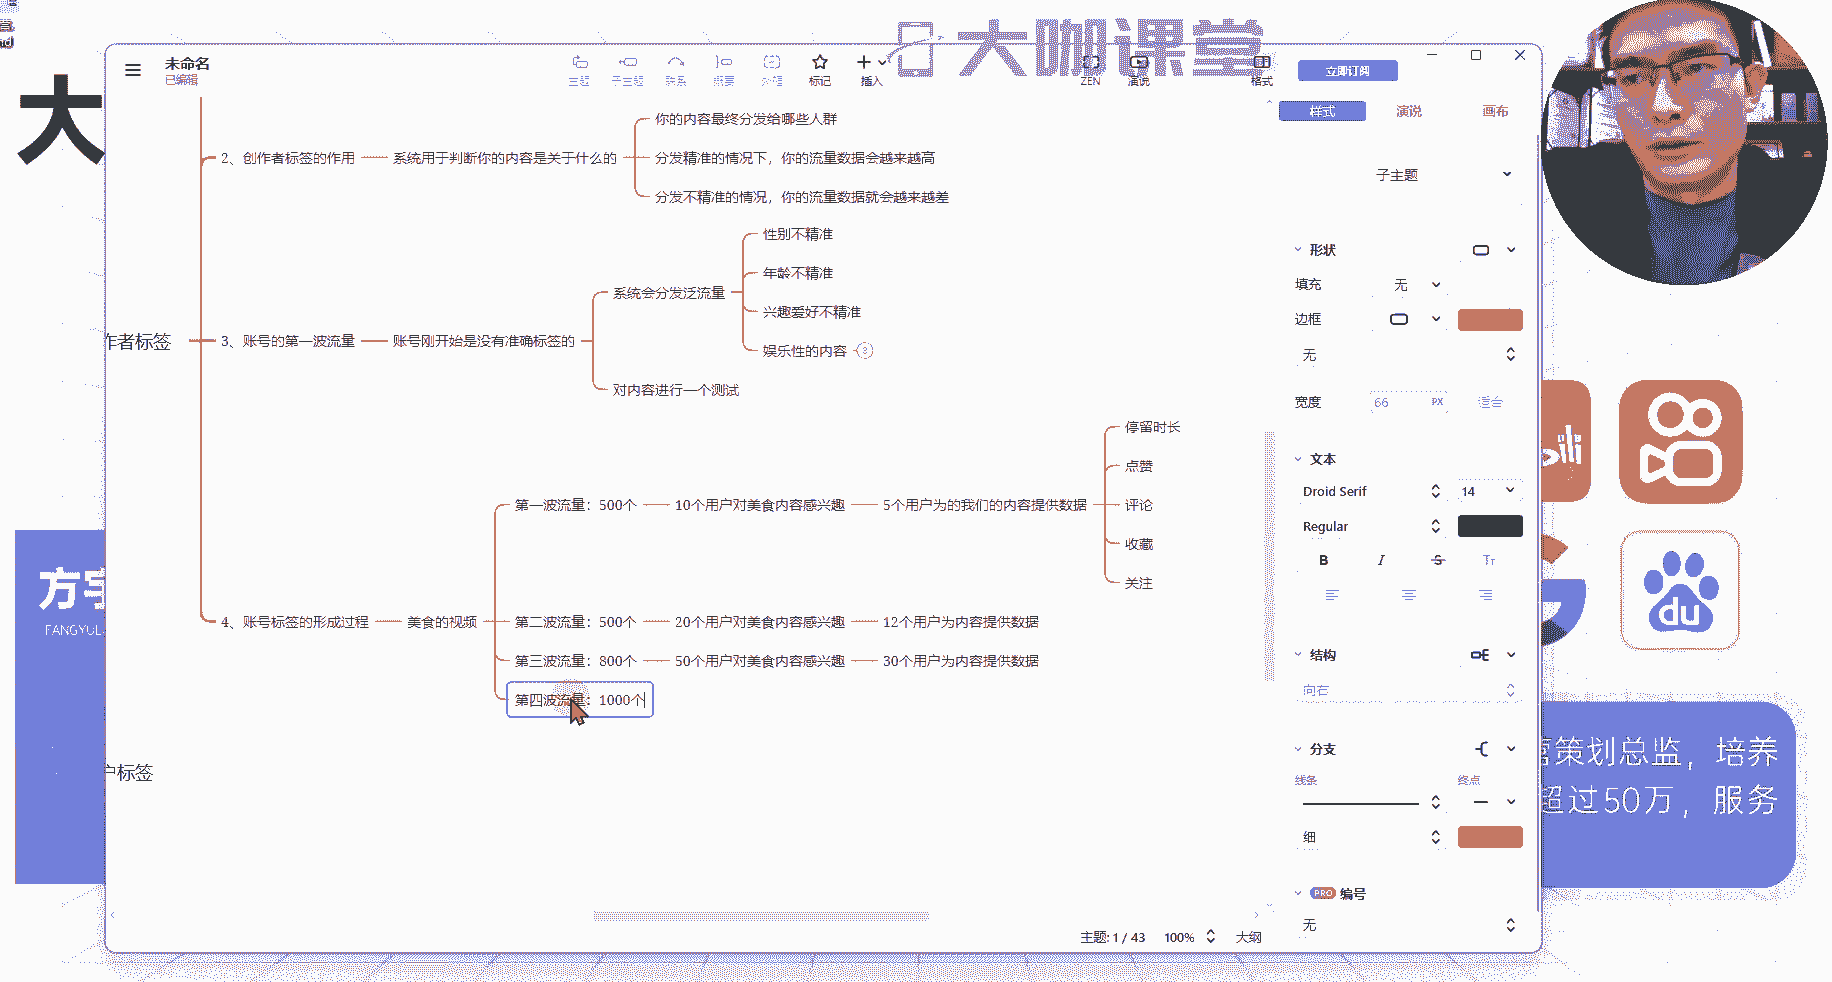 大咖课堂
大
未命名
已编辑
主题
子主题
联系
概要
外框
标记
插入
ZEN
演说
格式
立即订阅
样式
演说
画布
你的内容最终分发给哪些人群
2、创作者标签的作用
系统用于判断你的内容是关于什么的
分发精准的情况下，你的流量数据会越来越高
分发不精准的情况，你的流量数据就会越来越差
性别不精准
年龄不精准
系统会分发泛流量
兴趣爱好不精准
作者标签
3、账号的第一波流量
账号刚开始是没有准确标签的
娱乐性的内容
3
对内容进行一个测试
停留时长
点赞
第一波流量：500个
10个用户对美食内容感兴趣
5个用户为的我们的内容提供数据
评论
收藏
关注
4、账号标签的形成过程
美食的视频
第二波流量：500个
20个用户对美食内容感兴趣
12个用户为内容提供数据
第三波流量：800个
50个用户对美食内容感兴趣
30个用户为内容提供数据
第四波流量：1000个
户标签
子主题
形状
填充
无
边框
无
宽度
66
PX
适合
文本
Droid Serif
14
Regular
B
I
S
Tт
结构
向右
分支
线条
终点
细
PRO 编号
无
主题: 1 / 43
100%
大纲
方宇
FANGYU
du
营策划总监，培养
超过50万，服务